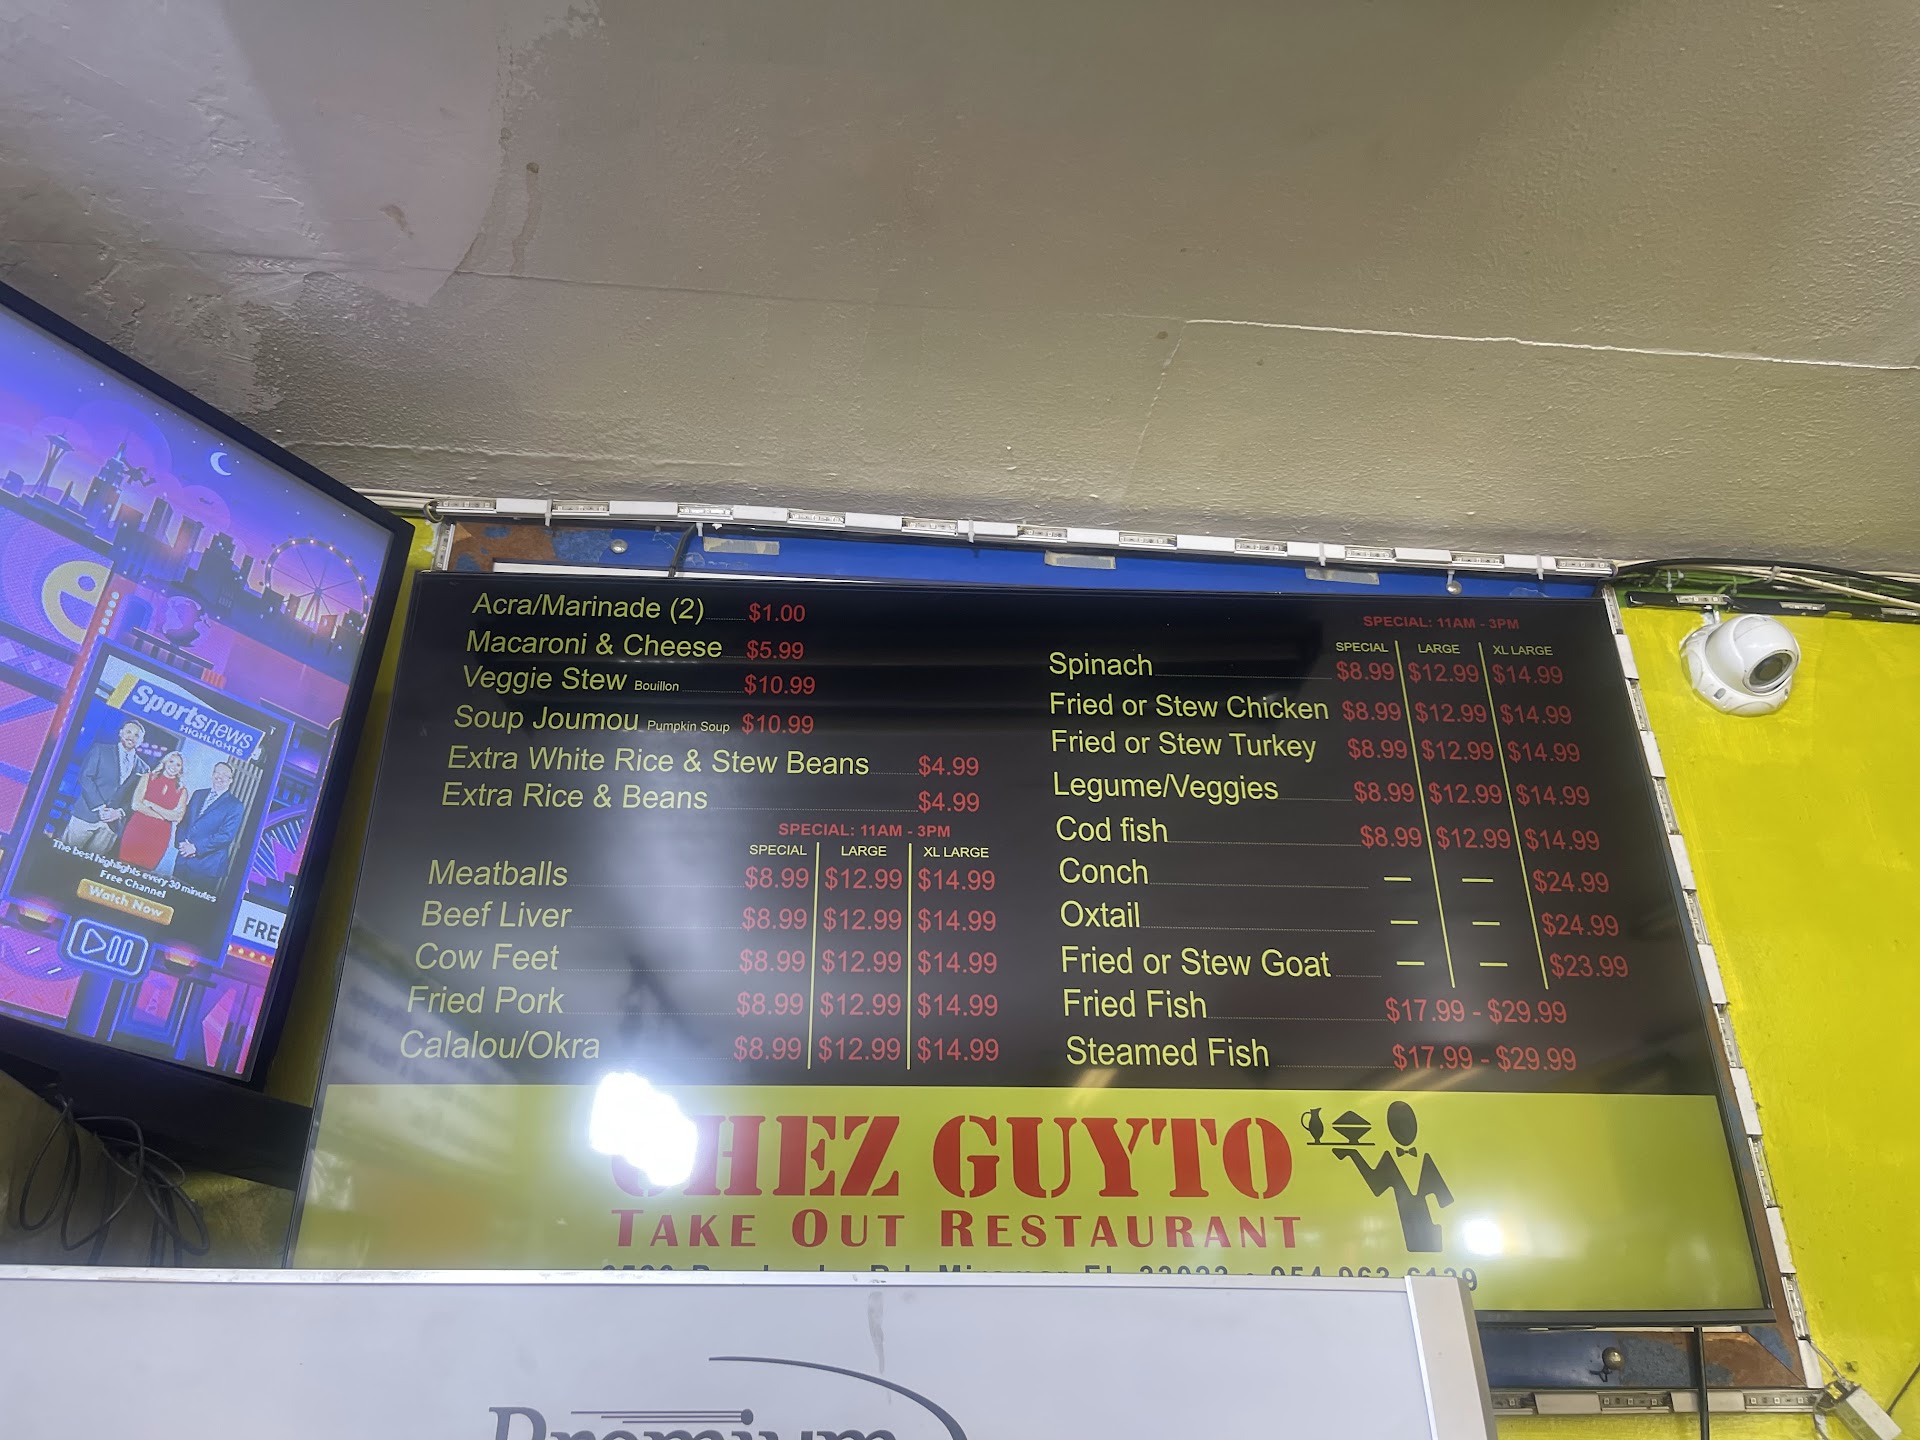 Acra/Marinade (2) $1.00
Macaroni & Cheese $5.99
Veggie Stew Bouillon $10.99
Soup Joumou Pumpkin Soup $10.99
Extra White Rice & Stew Beans $4.99
Extra Rice & Beans $4.99
SPECIAL: 11AM - 3PM
SPECIAL LARGE XL LARGE
Meatballs $8.99 $12.99 $14.99
Beef Liver $8.99 $12.99 $14.99
Cow Feet $8.99 $12.99 $14.99
Fried Pork $8.99 $12.99 $14.99
Calalou/Okra $8.99 $12.99 $14.99
SPECIAL: 11AM - 3PM
SPECIAL LARGE XL LARGE
Spinach $8.99 $12.99 $14.99
Fried or Stew Chicken $8.99 $12.99 $14.99
Fried or Stew Turkey $8.99 $12.99 $14.99
Legume/Veggies $8.99 $12.99 $14.99
Cod fish $8.99 $12.99 $14.99
Conch — — $24.99
Oxtail — — $24.99
Fried or Stew Goat — — $23.99
Fried Fish $17.99 - $29.99
Steamed Fish $17.99 - $29.99
CHEZ GUYTO
TAKE OUT RESTAURANT
Sportsnews
HIGHLIGHTS
The best highlights every 30 minutes
Free Channel
Watch Now
FRE
Premium